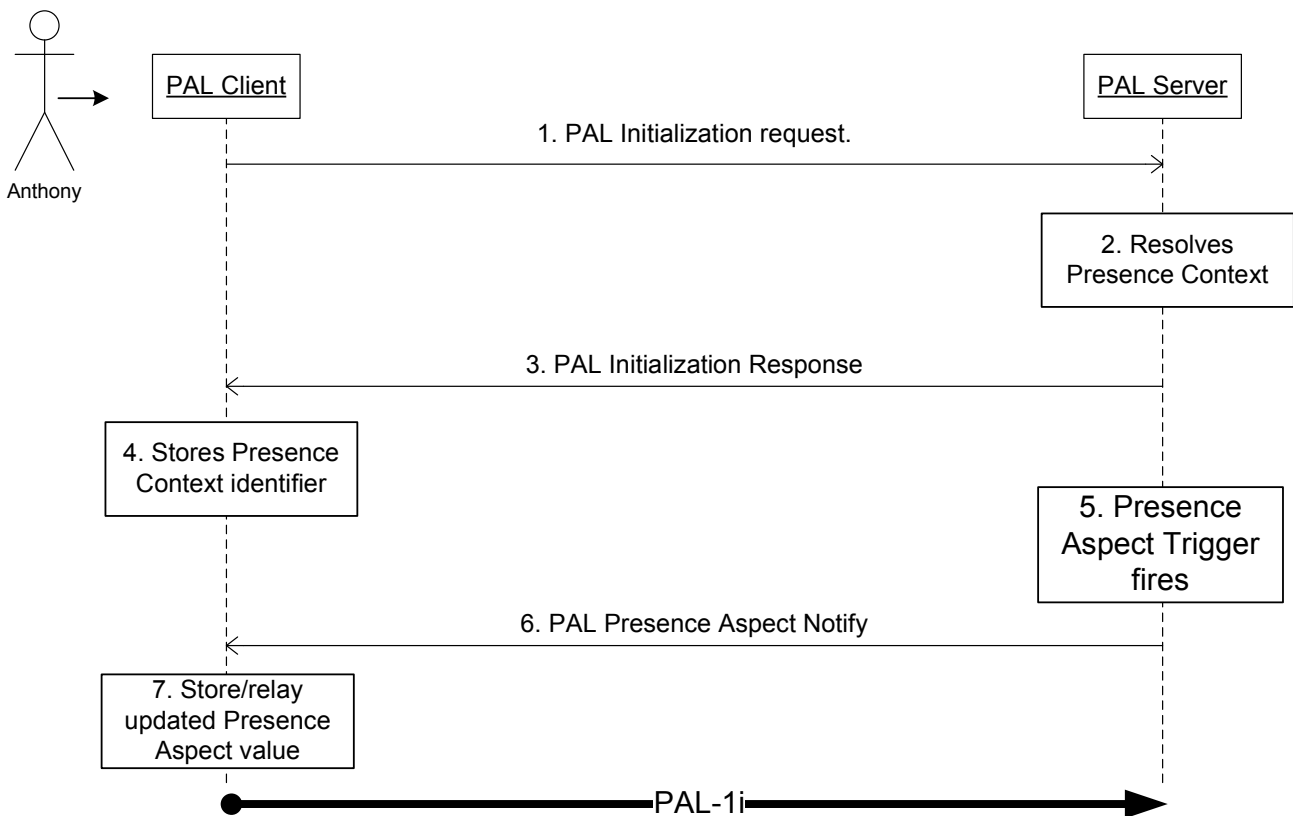 PAL Client
PAL Server
Anthony
1. PAL Initialization request.
2. Resolves
Presence Context
3. PAL Initialization Response
4. Stores Presence
Context identifier
5. Presence
Aspect Trigger
fires
6. PAL Presence Aspect Notify
7. Store/relay
updated Presence
Aspect value
PAL-1i